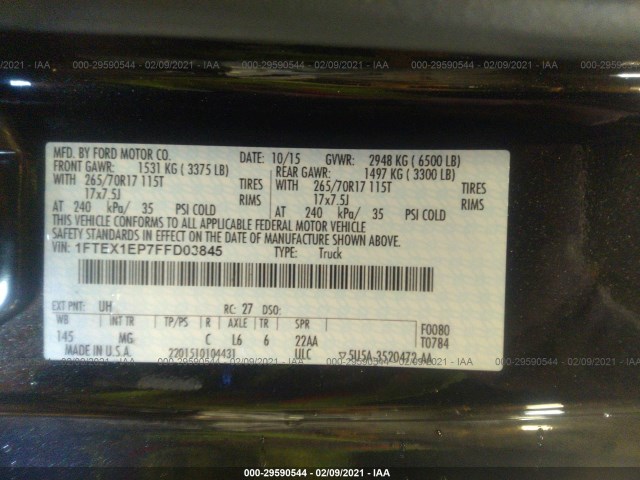 000-29590544 - 02/09/2021 - IAA 000-29590544 - 02/09/2021 - IAA 000-29590544 - 02/09/2021 - IAA
MFD. BY FORD MOTOR CO.
DATE: 10/15 GVWR: 2948 KG ( 6500 LB)
FRONT GAWR: 1531 KG ( 3375 LB) REAR GAWR: 1497 KG ( 3300 LB)
WITH 265/70R17 115T TIRES WITH 265/70R17 115T TIRES
17x7.5J RIMS 17x7.5J RIMS
AT 240 kPa/ 35 PSI COLD AT 240 kPa/ 35 PSI COLD
THIS VEHICLE CONFORMS TO ALL APPLICABLE FEDERAL MOTOR VEHICLE
SAFETY STANDARDS IN EFFECT ON THE DATE OF MANUFACTURE SHOWN ABOVE.
VIN: 1FTEX1EP7FFD03845 TYPE: Truck
EXT PNT: UH RC: 27 DSO:
WB INT TR TP/PS R AXLE TR SPR F0080
145 MG C L6 6 22AA T0784
MADE IN U.S.A. 2201510104431 ULC 5U5A-3520472-AA
000-29590544 - 02/09/2021 - IAA 000-29590544 - 02/09/2021 - IAA
000-29590544 - 02/09/2021 - IAA